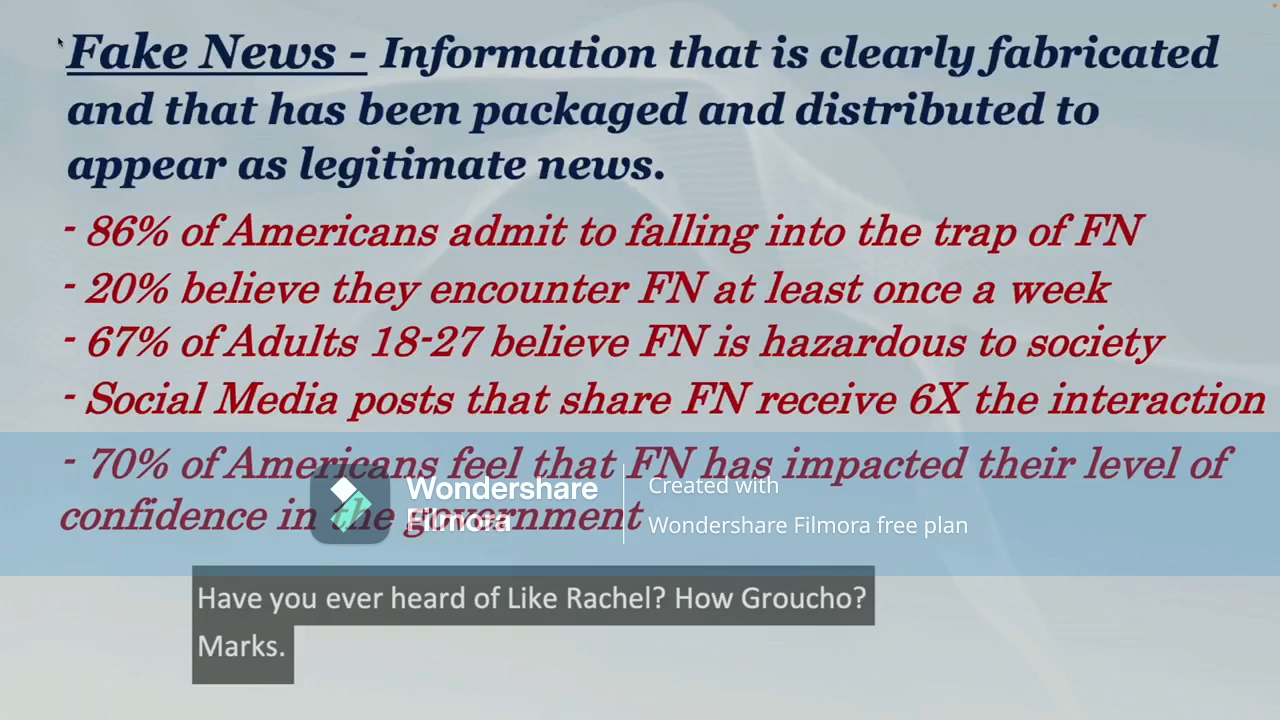 Fake News - Information that is clearly fabricated
and that has been packaged and distributed to
appear as legitimate news.
- 86% of Americans admit to falling into the trap of FN
- 20% believe they encounter FN at least once a week
- 67% of Adults 18-27 believe FN is hazardous to society
- Social Media posts that share FN receive 6X the interaction
- 70% of Americans feel that FN has impacted their level of
confidence in the government
Wondershare
Filmora
Created with
Wondershare Filmora free plan
Have you ever heard of Like Rachel? How Groucho?
Marks.